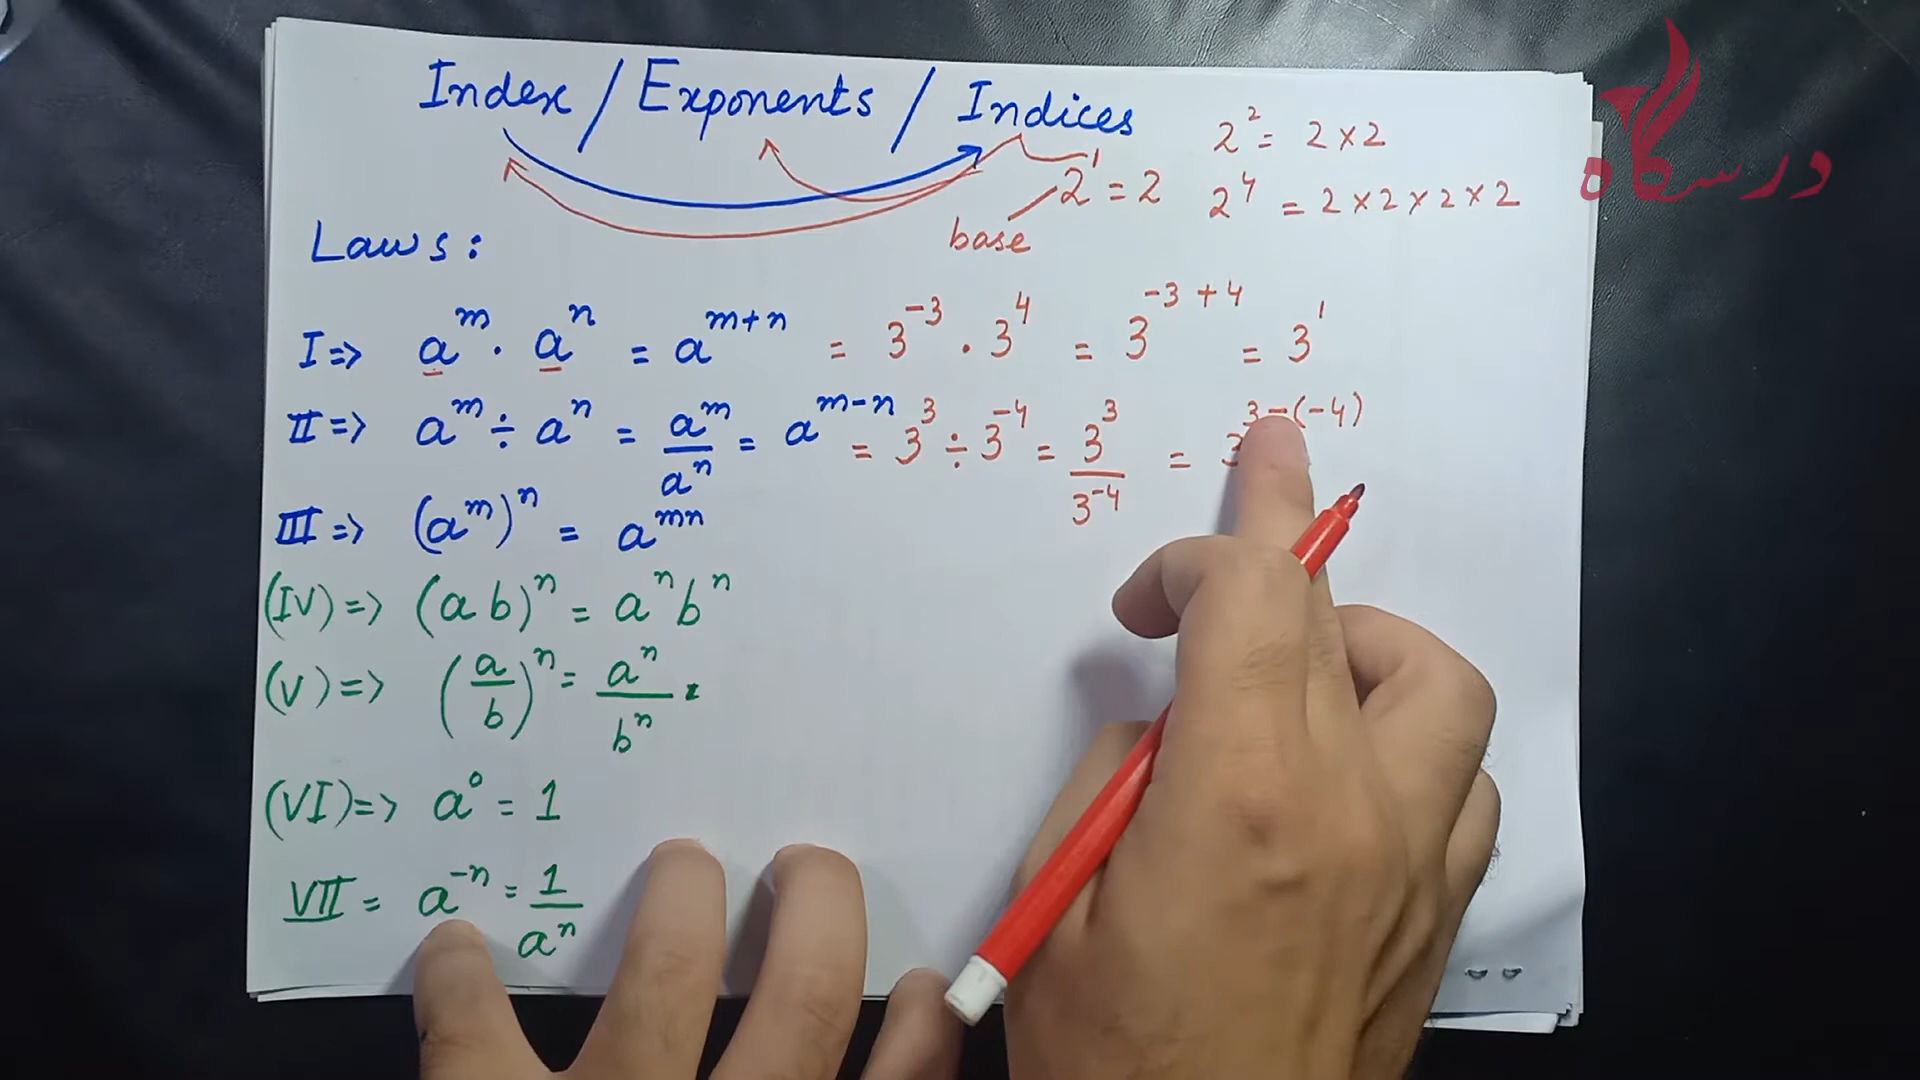 Index / Exponents / Indices
2² = 2 × 2
درسگاه
2¹ = 2
2⁴ = 2 × 2 × 2 × 2
base
Laws :
I => aᵐ . aⁿ = aᵐ⁺ⁿ = 3⁻³ . 3⁴ = 3⁻³⁺⁴ = 3¹
II => aᵐ ÷ aⁿ = aᵐ/aⁿ = aᵐ⁻ⁿ = 3³ ÷ 3⁻⁴ = 3³/3⁻⁴ = 3³⁻⁽⁻⁴⁾
III => (aᵐ)ⁿ = aᵐⁿ
(IV) => (ab)ⁿ = aⁿbⁿ
(V) => (a/b)ⁿ = aⁿ/bⁿ .
(VI) => a⁰ = 1
VII = a⁻ⁿ = 1/aⁿ